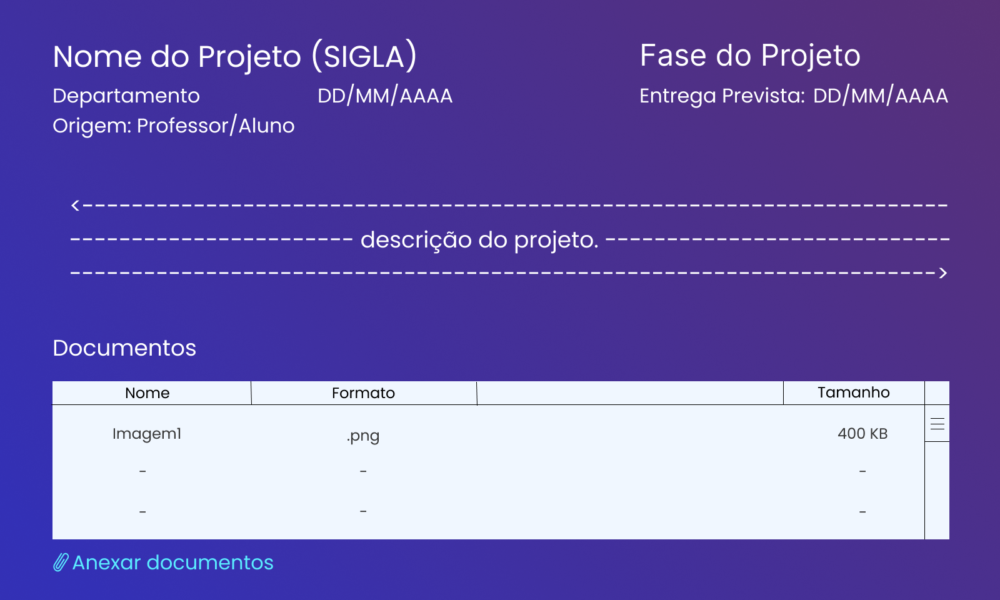 Nome do Projeto (SIGLA)
Fase do Projeto
Departamento
DD/MM/AAAA
Entrega Prevista: DD/MM/AAAA
Origem: Professor/Aluno
<-----------------------------------------------------------------------
----------------------- descrição do projeto. ----------------------------
----------------------------------------------------------------------->
Documentos
Nome Formato Tamanho
Imagem1 .png 400 KB
- - -
- - -
Anexar documentos